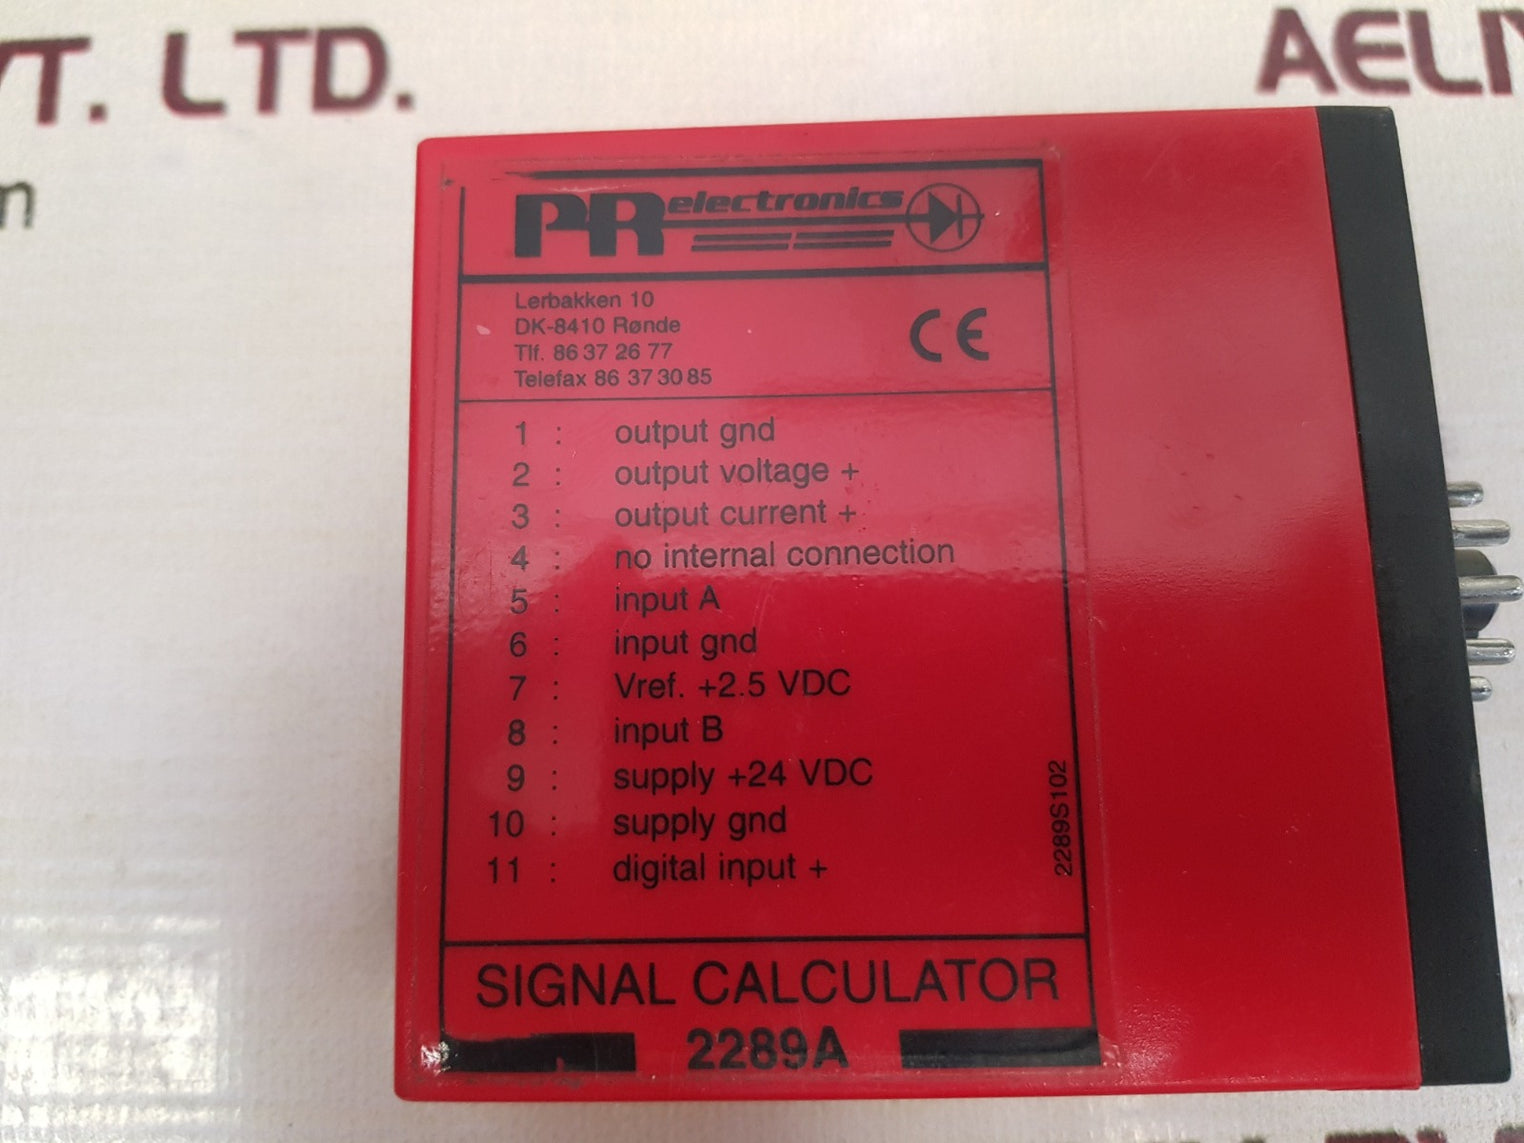 LTD.
PR electronics
Lerbakken 10
DK-8410 Rønde
Tlf. 86 37 26 77
Telefax 86 37 30 85
CE
1 : output gnd
2 : output voltage +
3 : output current +
4 : no internal connection
5 : input A
6 : input gnd
7 : Vref. +2.5 VDC
8 : input B
9 : supply +24 VDC
10 : supply gnd
11 : digital input +
2289S102
SIGNAL CALCULATOR
2289A